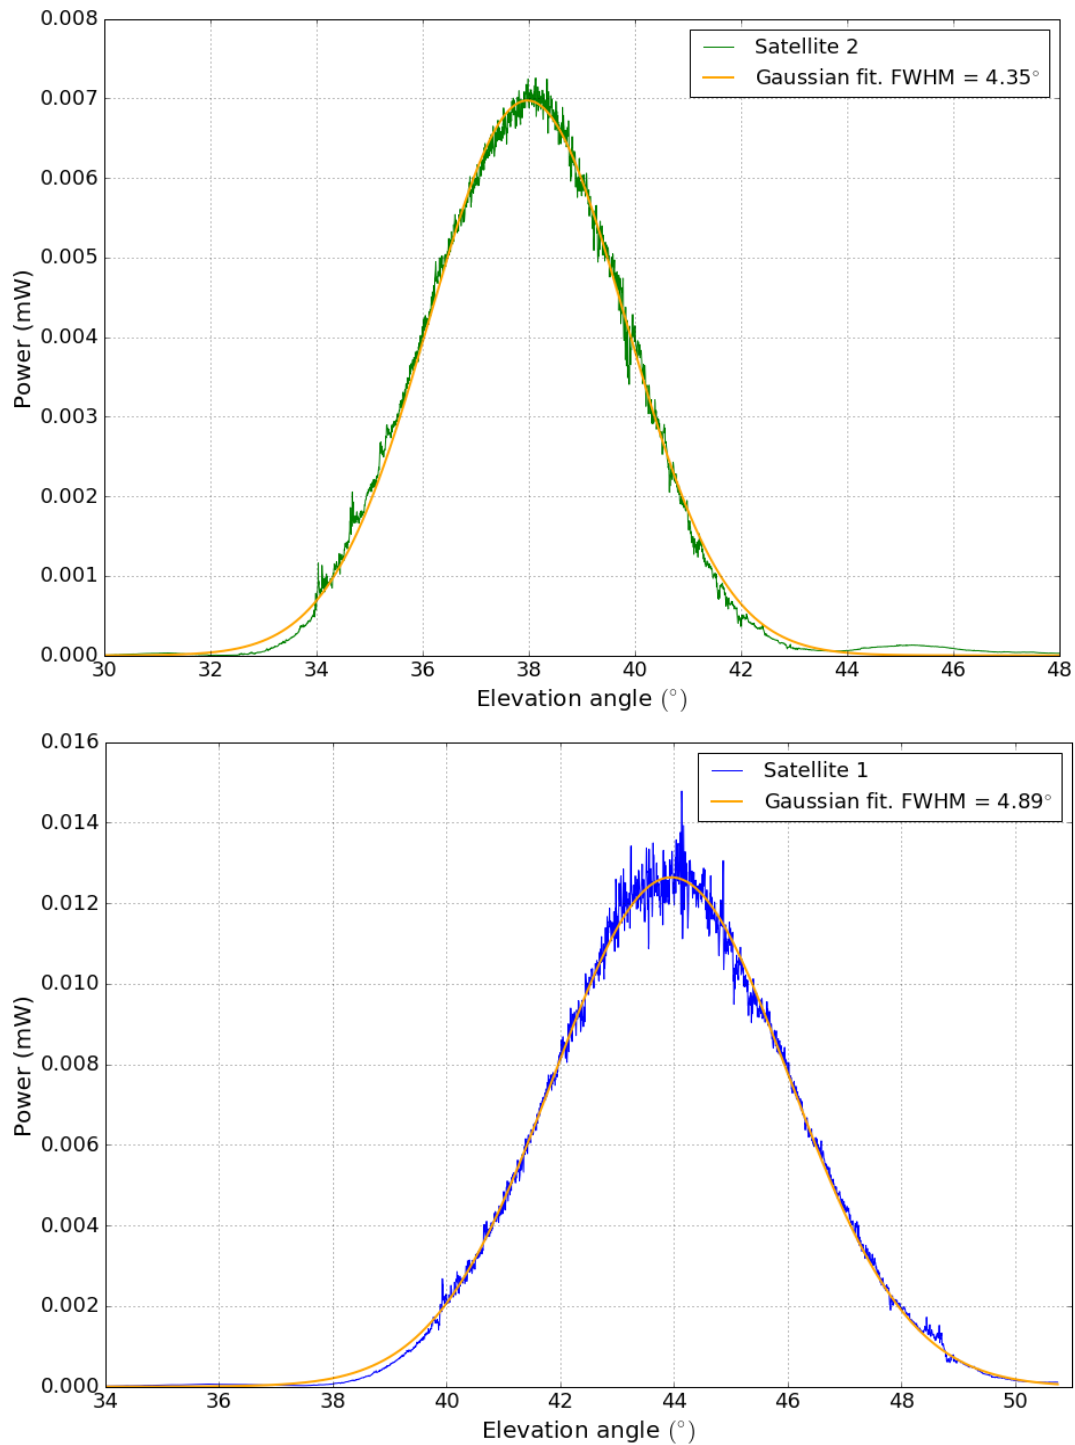 0.008
0.007
0.006
0.005
0.004
0.003
0.002
0.001
0.000
Power (mW)
Satellite 2
Gaussian fit. FWHM = 4.35°
30 32 34 36 38 40 42 44 46 48
Elevation angle (°)
0.016
0.014
0.012
0.010
0.008
0.006
0.004
0.002
0.000
Power (mW)
Satellite 1
Gaussian fit. FWHM = 4.89°
34 36 38 40 42 44 46 48 50
Elevation angle (°)